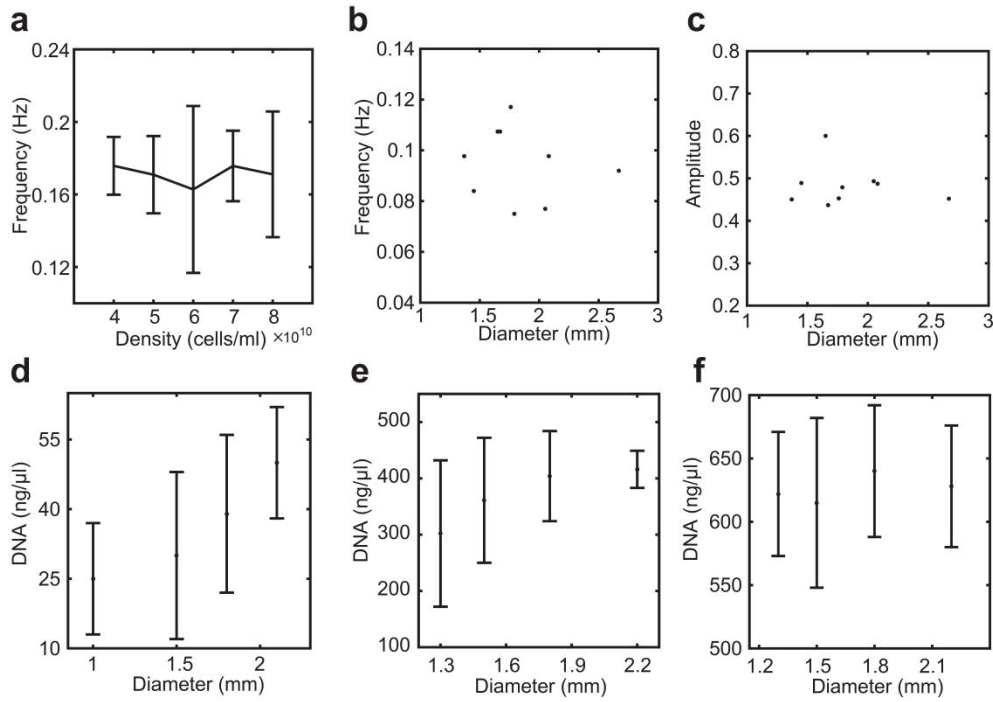 a
0.24
0.2
0.16
0.12
Frequency (Hz)
4 5 6 7 8
Density (cells/ml) ×10¹⁰
b
0.14
0.12
0.1
0.08
0.06
0.04
Frequency (Hz)
1 1.5 2 2.5 3
Diameter (mm)
c
0.8
0.7
0.6
0.5
0.4
0.3
0.2
Amplitude
1 1.5 2 2.5 3
Diameter (mm)
d
55
40
25
10
DNA (ng/µl)
1 1.5 2
Diameter (mm)
e
500
400
300
200
100
DNA (ng/µl)
1.3 1.6 1.9 2.2
Diameter (mm)
f
700
650
600
550
500
DNA (ng/µl)
1.2 1.5 1.8 2.1
Diameter (mm)